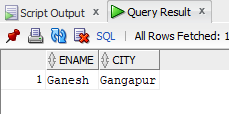 Script Output × Query Result ×
SQL | All Rows Fetched: 1
ENAME CITY
1 Ganesh Gangapur